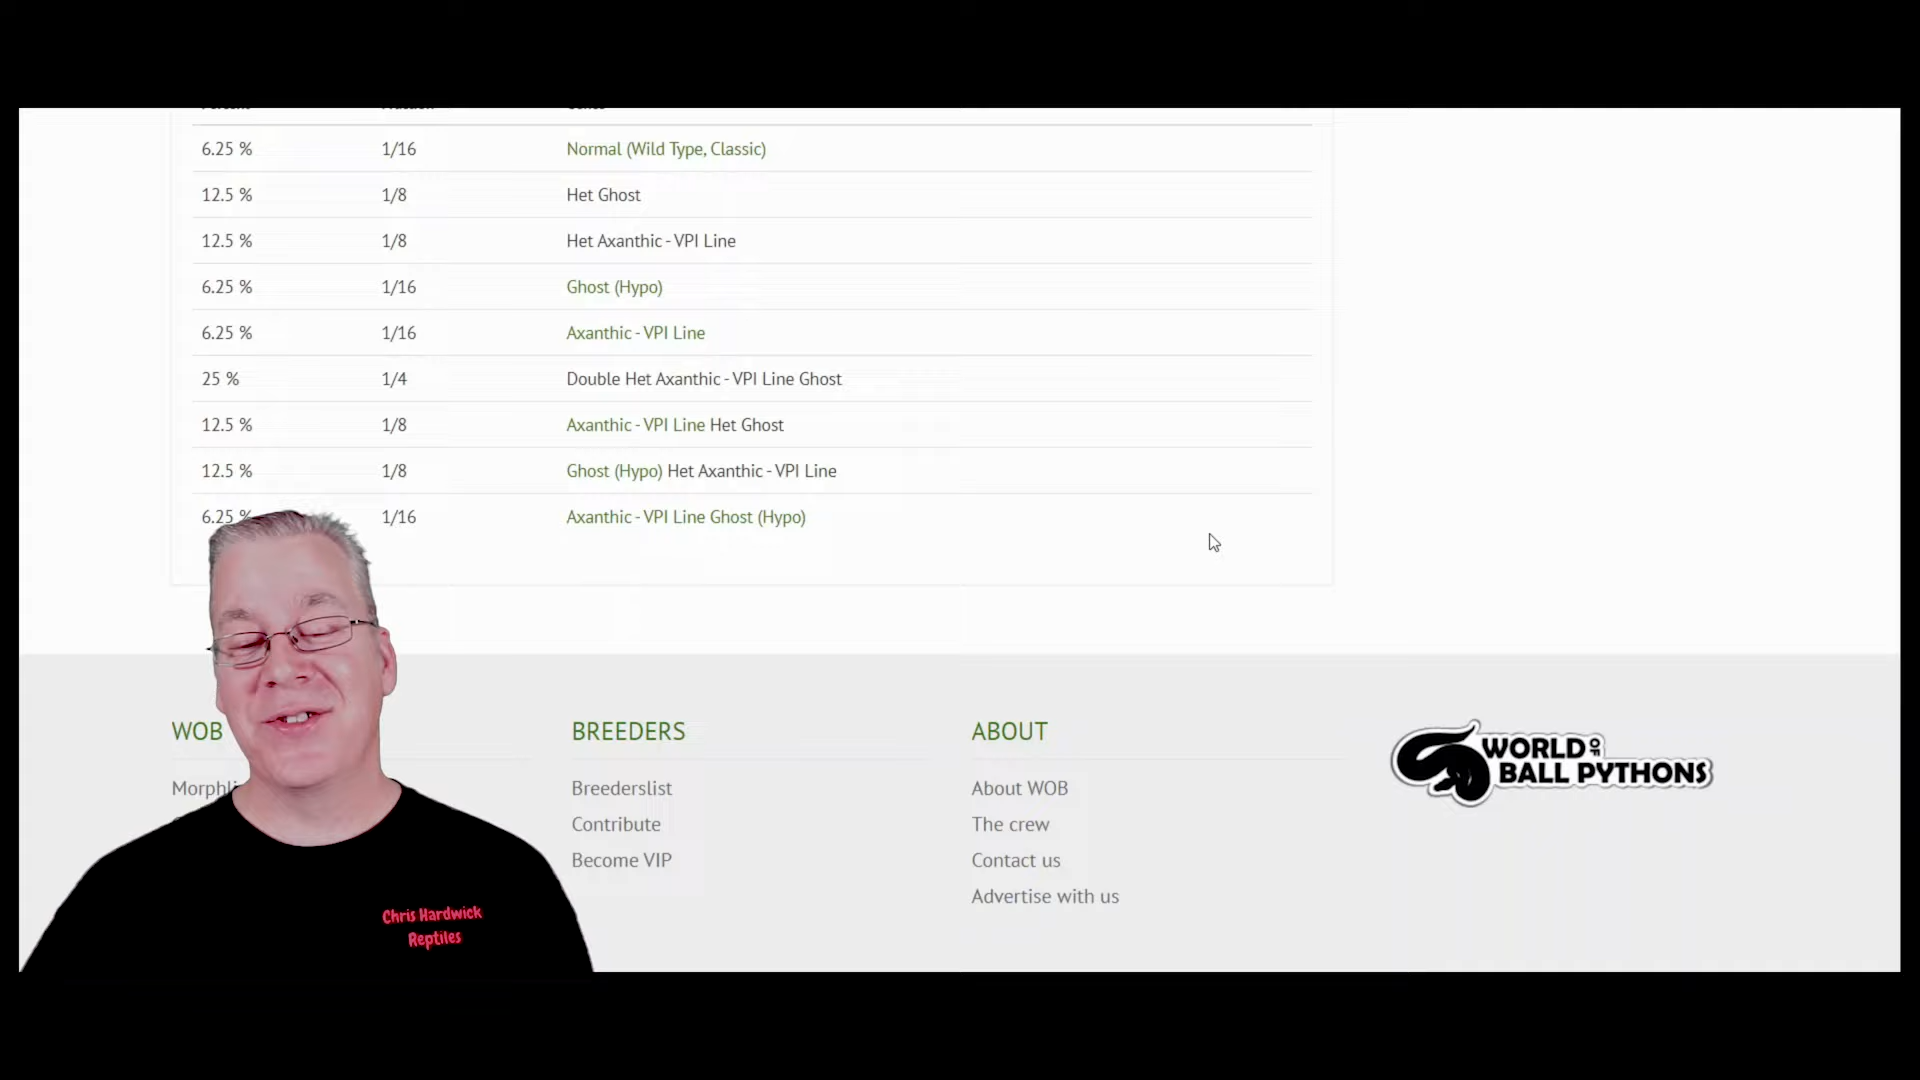 6.25 % 1/16 Normal (Wild Type, Classic)
12.5 % 1/8 Het Ghost
12.5 % 1/8 Het Axanthic - VPI Line
6.25 % 1/16 Ghost (Hypo)
6.25 % 1/16 Axanthic - VPI Line
25 % 1/4 Double Het Axanthic - VPI Line Ghost
12.5 % 1/8 Axanthic - VPI Line Het Ghost
12.5 % 1/8 Ghost (Hypo) Het Axanthic - VPI Line
6.25 % 1/16 Axanthic - VPI Line Ghost (Hypo)
WOB BREEDERS ABOUT
Breederslist About WOB
Contribute The crew
Become VIP Contact us
Advertise with us
WORLD OF
BALL PYTHONS
Chris Hardwick
Reptiles